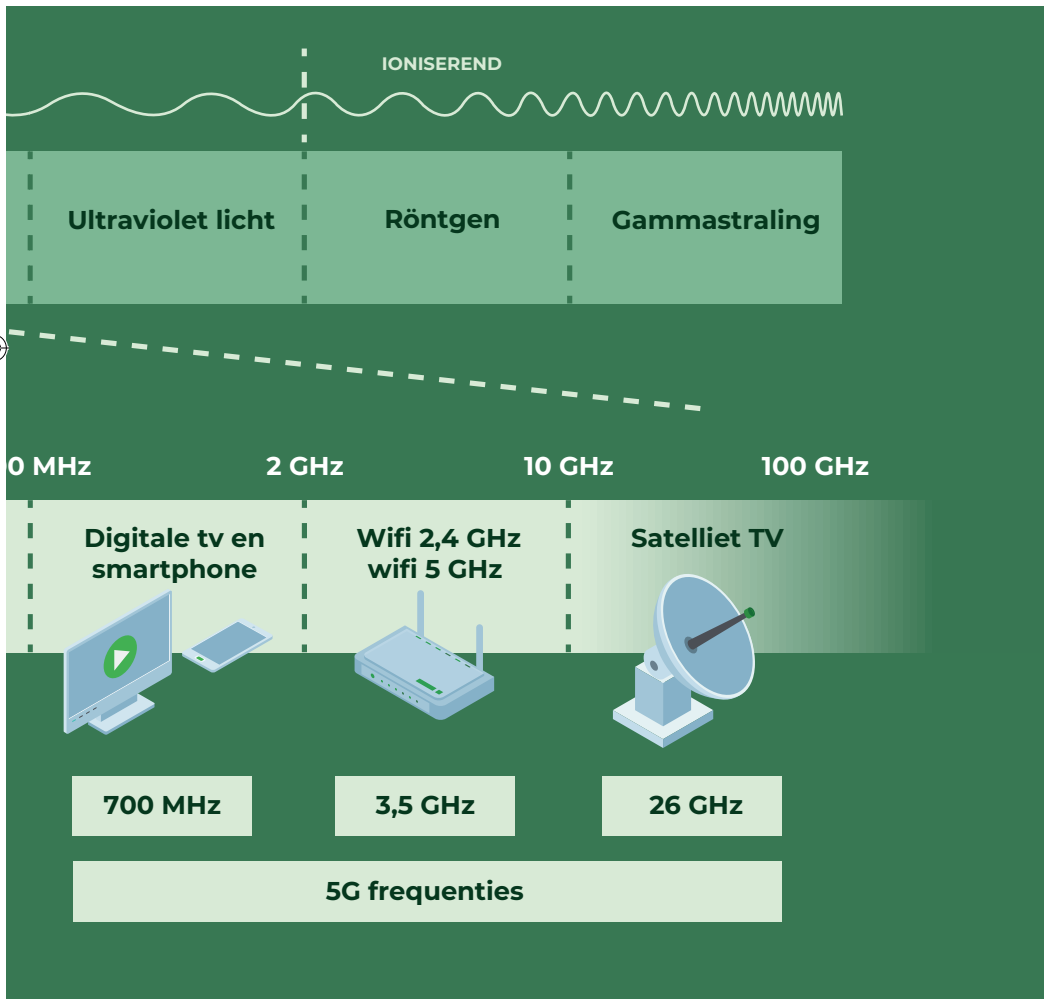 IONISEREND
Ultraviolet licht
Röntgen
Gammastraling
MHz
2 GHz
10 GHz
100 GHz
Digitale tv en
smartphone
Wifi 2,4 GHz
wifi 5 GHz
Satelliet TV
700 MHz
3,5 GHz
26 GHz
5G frequenties